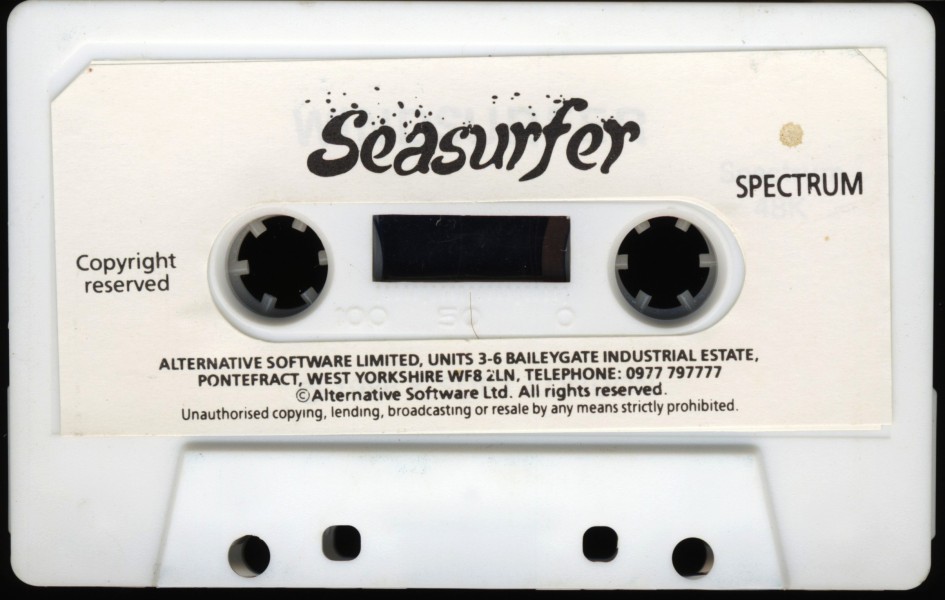 Seasurfer
SPECTRUM
Copyright
reserved
100 50 0
ALTERNATIVE SOFTWARE LIMITED, UNITS 3-6 BAILEYGATE INDUSTRIAL ESTATE,
PONTEFRACT, WEST YORKSHIRE WF8 2LN, TELEPHONE: 0977 797777
©Alternative Software Ltd. All rights reserved.
Unauthorised copying, lending, broadcasting or resale by any means strictly prohibited.